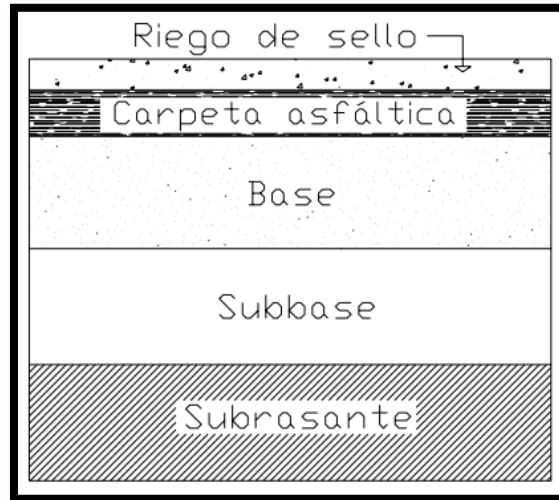 Riego de sello
Carpeta asfáltica
Base
Subbase
Subrasante